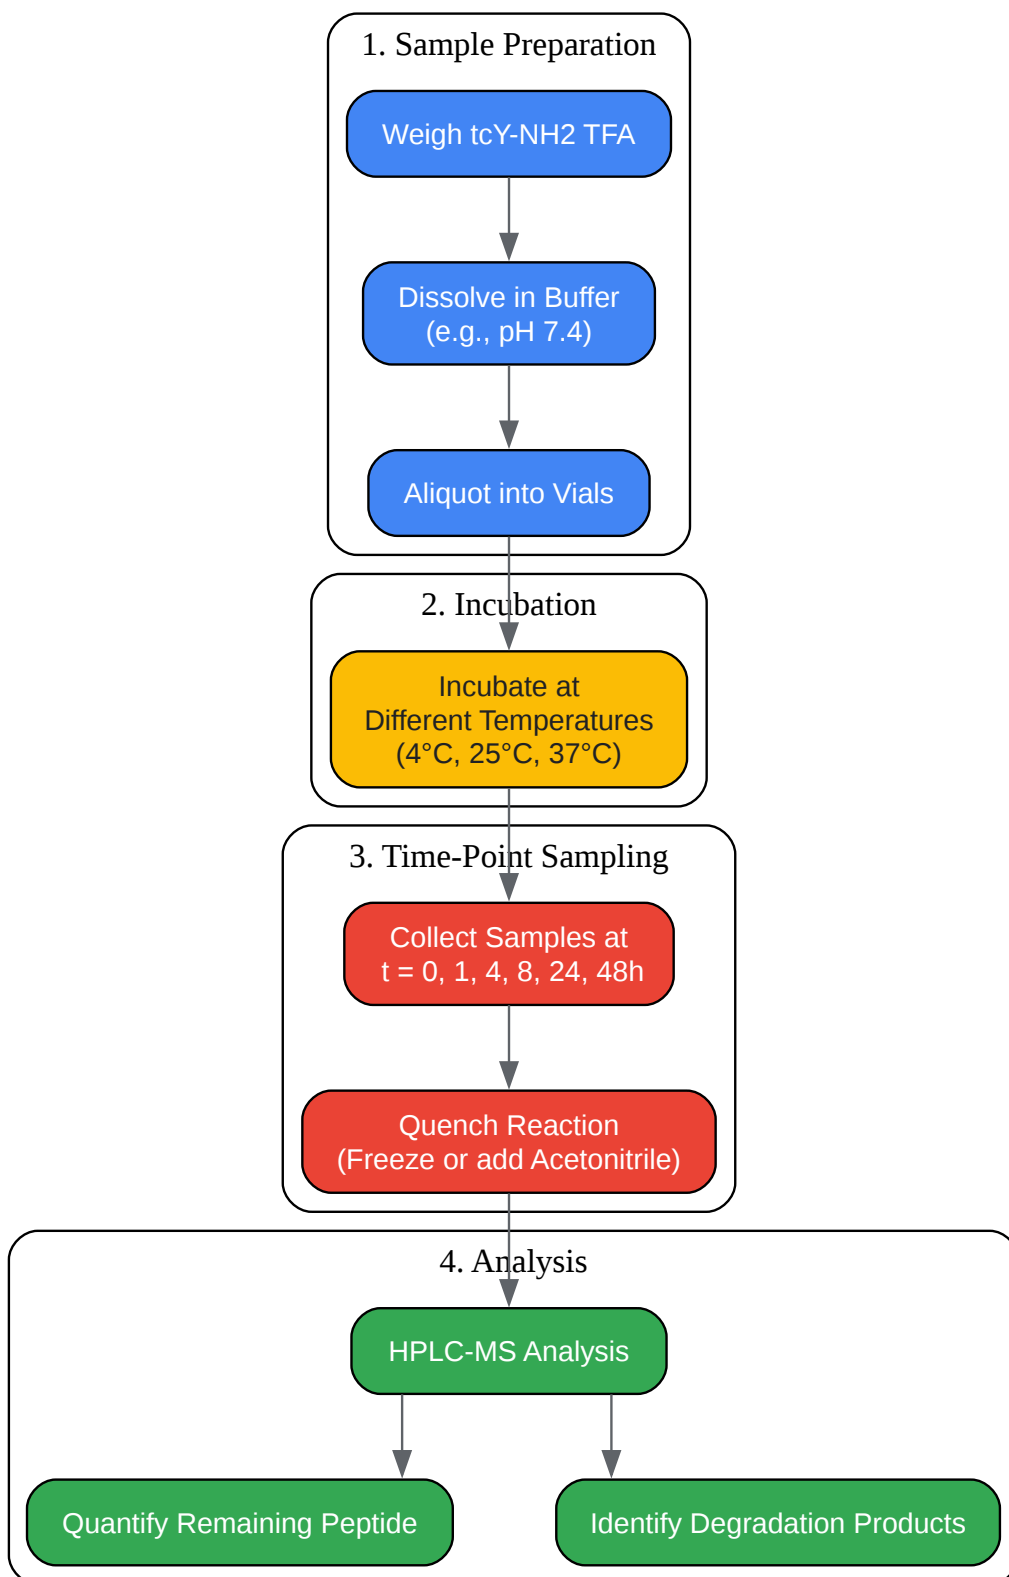 1. Sample Preparation
Weigh tcY-NH2 TFA
Dissolve in Buffer
(e.g., pH 7.4)
Aliquot into Vials
2. Incubation
Incubate at
Different Temperatures
(4°C, 25°C, 37°C)
3. Time-Point Sampling
Collect Samples at
t = 0, 1, 4, 8, 24, 48h
Quench Reaction
(Freeze or add Acetonitrile)
4. Analysis
HPLC-MS Analysis
Quantify Remaining Peptide
Identify Degradation Products